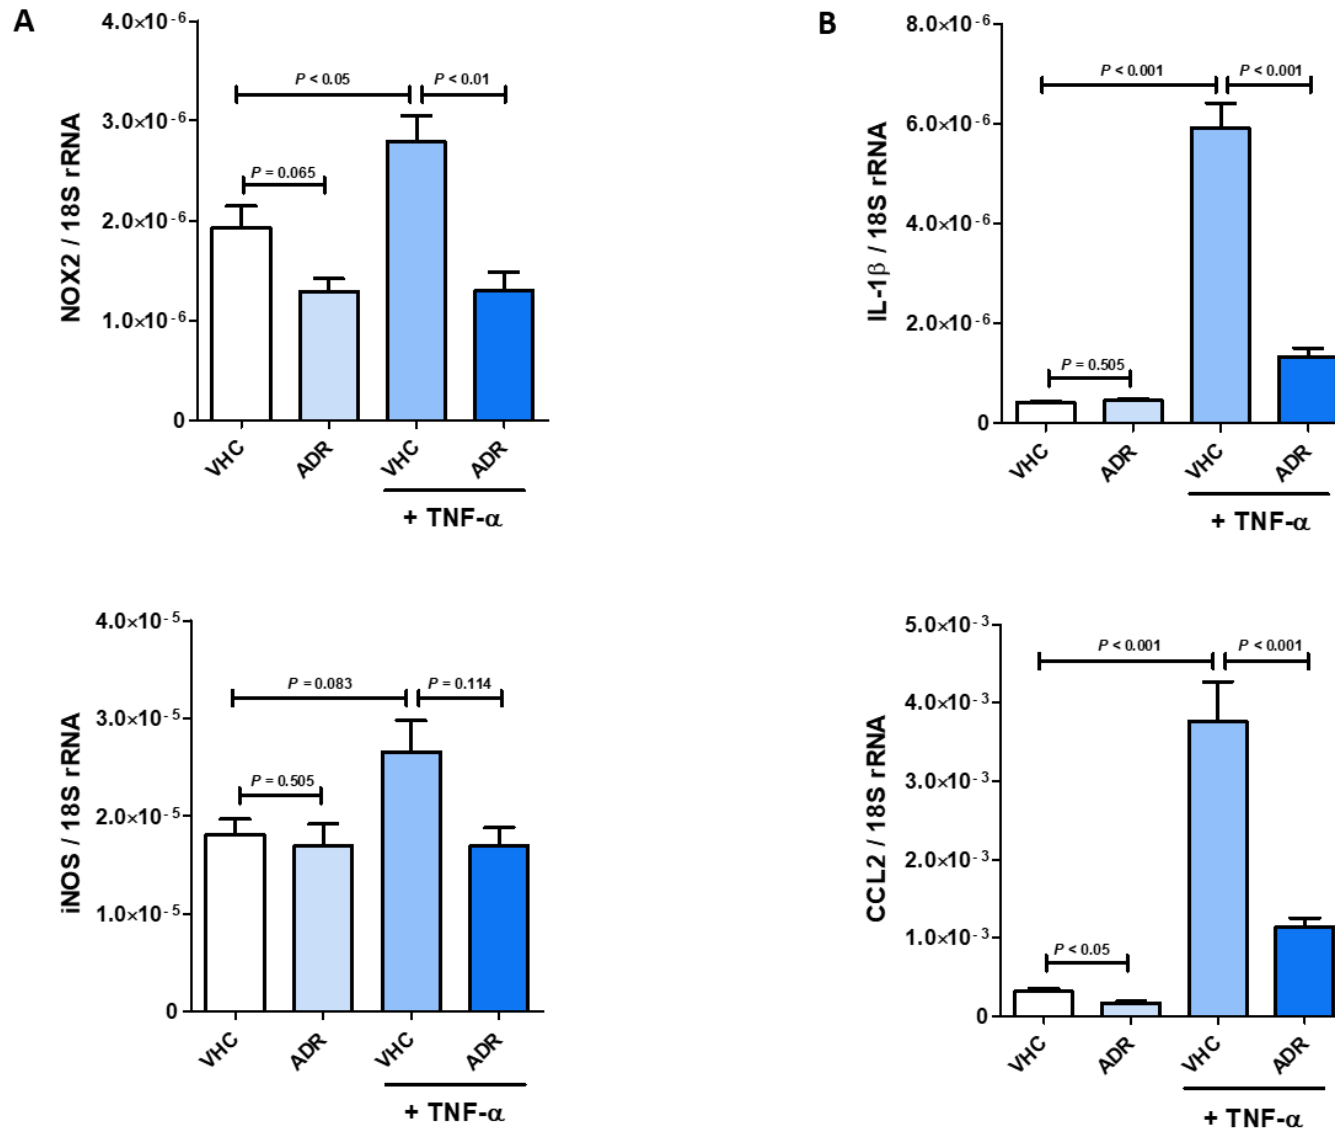 A
NOX2 / 18S rRNA
4.0×10⁻⁶
3.0×10⁻⁶
2.0×10⁻⁶
1.0×10⁻⁶
0
P < 0.05
P < 0.01
P = 0.065
VHC
ADR
VHC
ADR
+ TNF-α
B
IL-1β / 18S rRNA
8.0×10⁻⁶
6.0×10⁻⁶
4.0×10⁻⁶
2.0×10⁻⁶
0
P < 0.001
P < 0.001
P = 0.505
VHC
ADR
VHC
ADR
+ TNF-α
iNOS / 18S rRNA
4.0×10⁻⁵
3.0×10⁻⁵
2.0×10⁻⁵
1.0×10⁻⁵
0
P = 0.083
P = 0.114
P = 0.505
VHC
ADR
VHC
ADR
+ TNF-α
CCL2 / 18S rRNA
5.0×10⁻³
4.0×10⁻³
3.0×10⁻³
2.0×10⁻³
1.0×10⁻³
0
P < 0.001
P < 0.001
P < 0.05
VHC
ADR
VHC
ADR
+ TNF-α